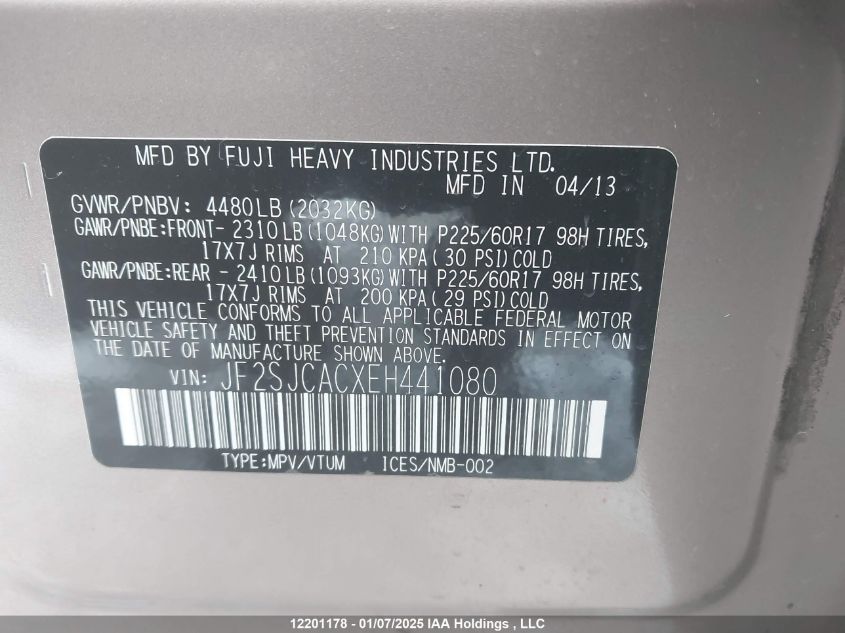 MFD BY FUJI HEAVY INDUSTRIES LTD.
MFD IN 04/13
GVWR/PNBV: 4480LB (2032KG)
GAWR/PNBE:FRONT- 2310LB (1048KG) WITH P225/60R17 98H TIRES,
17X7J RIMS AT 210 KPA( 30 PSI) COLD
GAWR/PNBE:REAR - 2410LB (1093KG) WITH P225/60R17 98H TIRES,
17X7J RIMS AT 200 KPA( 29 PSI) COLD
THIS VEHICLE CONFORMS TO ALL APPLICABLE FEDERAL MOTOR
VEHICLE SAFETY AND THEFT PREVENTION STANDARDS IN EFFECT ON
THE DATE OF MANUFACTURE SHOWN ABOVE.
VIN: JF2SJCACXEH441080
TYPE:MPV/VTUM ICES/NMB-002
12201178 - 01/07/2025 IAA Holdings , LLC